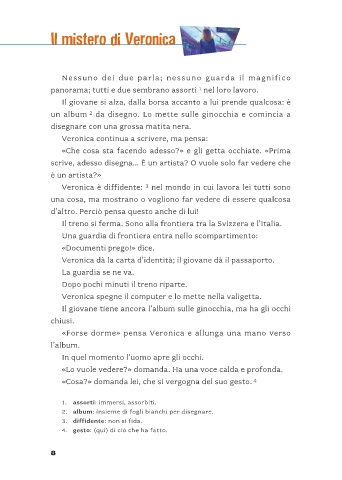 Il mistero di Veronica
Nessuno dei due parla; nessuno guarda il magnifico
panorama; tutti e due sembrano assorti 1 nel loro lavoro.
Il giovane si alza, dalla borsa accanto a lui prende qualcosa: è
un album 2 da disegno. Lo mette sulle ginocchia e comincia a
disegnare con una grossa matita nera.
Veronica continua a scrivere, ma pensa:
«Che cosa sta facendo adesso?» e gli getta occhiate. «Prima
scrive, adesso disegna... È un artista? O vuole solo far vedere che
è un artista?»
Veronica è diffidente: 3 nel mondo in cui lavora lei tutti sono
una cosa, ma mostrano o vogliono far vedere di essere qualcosa
d'altro. Perciò pensa questo anche di lui!
Il treno si ferma. Sono alla frontiera tra la Svizzera e l'Italia.
Una guardia di frontiera entra nello scompartimento:
«Documenti prego!» dice.
Veronica dà la carta d'identità; il giovane dà il passaporto.
La guardia se ne va.
Dopo pochi minuti il treno riparte.
Veronica spegne il computer e lo mette nella valigetta.
Il giovane tiene ancora l'album sulle ginocchia, ma ha gli occhi
chiusi.
«Forse dorme» pensa Veronica e allunga una mano verso
l'album.
In quel momento l'uomo apre gli occhi.
«Lo vuole vedere?» domanda. Ha una voce calda e profonda.
«Cosa?» domanda lei, che si vergogna del suo gesto. 4
1. assorti: immersi, assorbiti.
2. album: insieme di fogli bianchi per disegnare.
3. diffidente: non si fida.
4. gesto: (qui) di ciò che ha fatto.
8